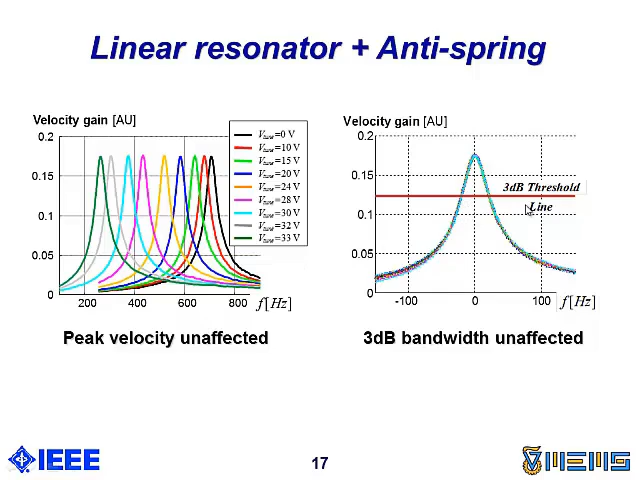 Linear resonator + Anti-spring
Velocity gain [AU]
0.2
0.15
0.1
0.05
0
200
400
600
800
f [Hz]
V_tune=0 V
V_tune=10 V
V_tune=15 V
V_tune=20 V
V_tune=24 V
V_tune=28 V
V_tune=30 V
V_tune=32 V
V_tune=33 V
Peak velocity unaffected
Velocity gain [AU]
0.2
0.15
0.1
0.05
0
-100
0
100
f [Hz]
3dB Threshold
Line
3dB bandwidth unaffected
IEEE
17
MEMS